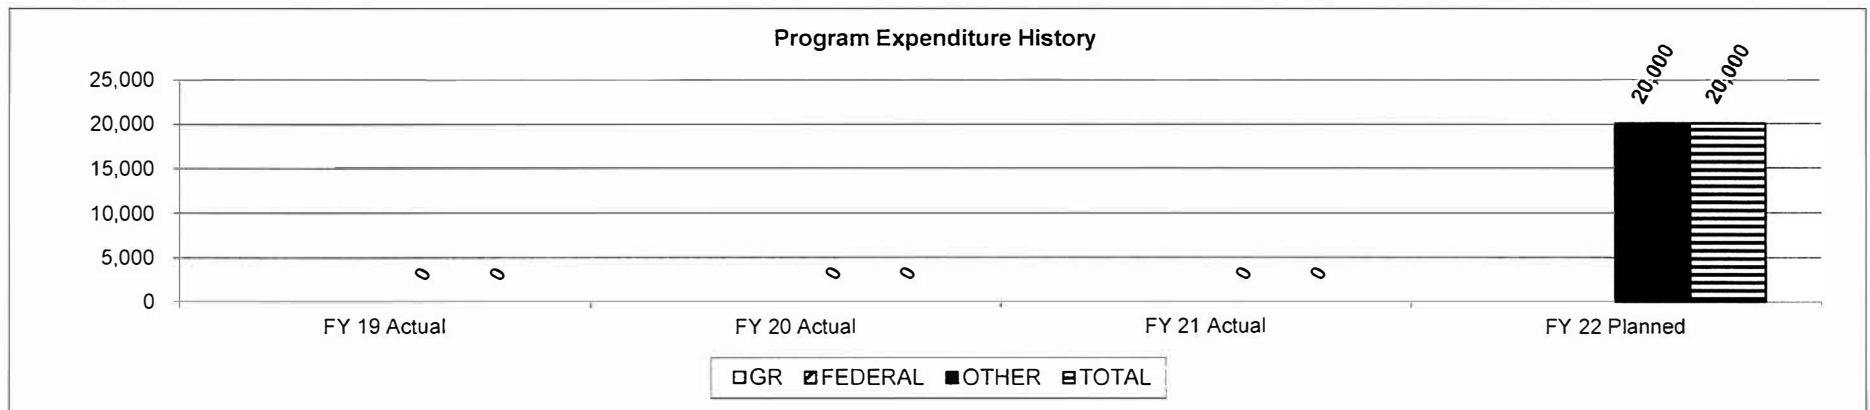 Program Expenditure History
25,000
20,000
15,000
10,000
5,000
0
20,000 20,000
0 0 0 0 0 0
FY 19 Actual FY 20 Actual FY 21 Actual FY 22 Planned
GR FEDERAL OTHER TOTAL